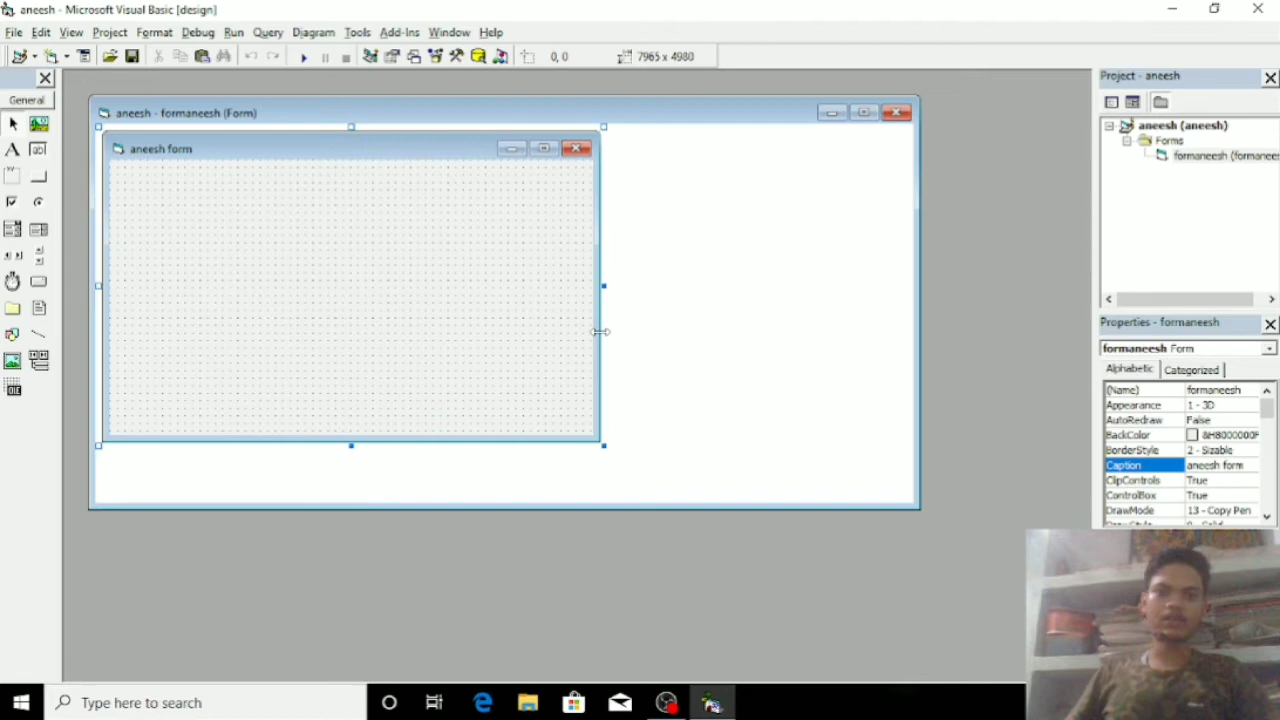 aneesh - Microsoft Visual Basic [design]
File Edit View Project Format Debug Run Query Diagram Tools Add-Ins Window Help
0, 0 7965 x 4980
General
aneesh - formaneesh (Form)
aneesh form
Project - aneesh
aneesh (aneesh)
Forms
formaneesh (formanees
Properties - formaneesh
formaneesh Form
Alphabetic Categorized
(Name) formaneesh
Appearance 1 - 3D
AutoRedraw False
BackColor &H8000000F
BorderStyle 2 - Sizable
Caption aneesh form
ClipControls True
ControlBox True
DrawMode 13 - Copy Pen
Type here to search